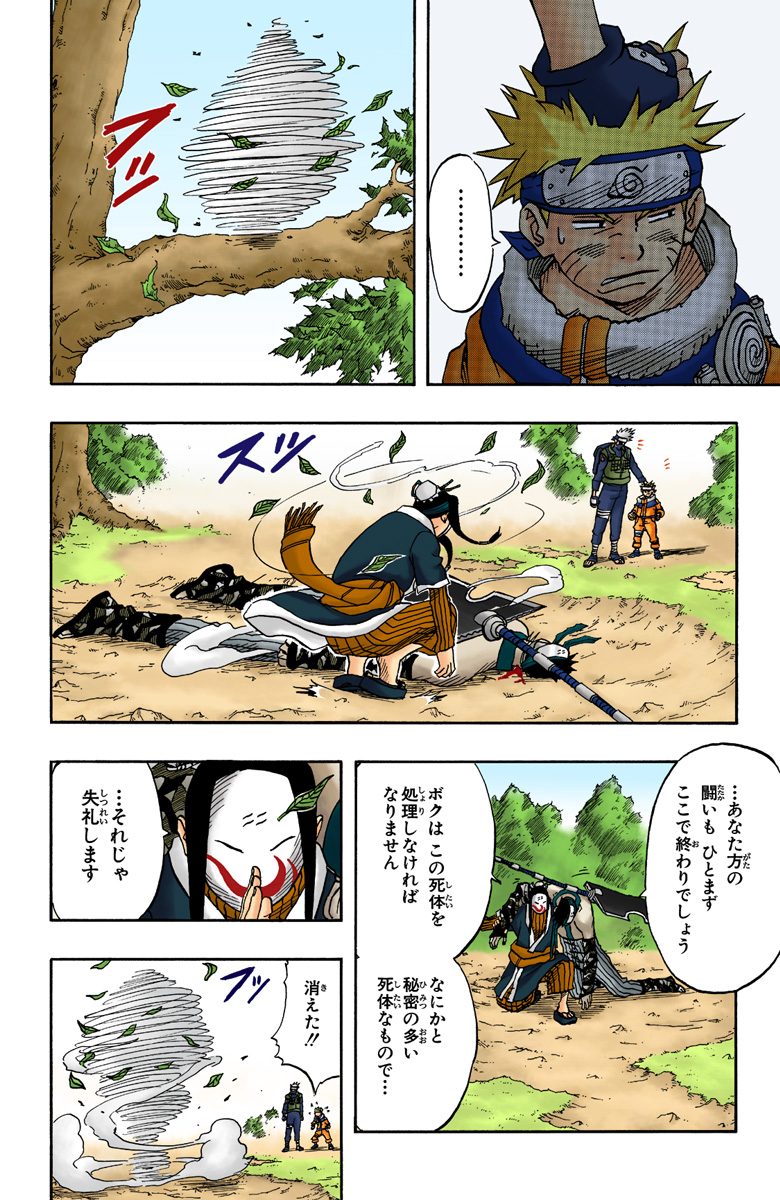 ………
フッ
スッ
…あなた方の
闘いも ひとまず
ここで終わりでしょう
ボクは この死体を
処理しなければ
なりません
なにかと
秘密の多い
死体なもので…
…それじゃ
失礼します
消えた!!
フッ